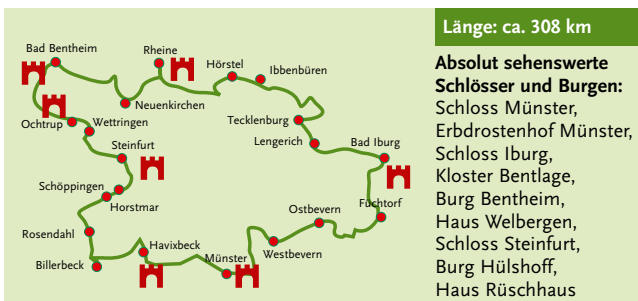 Bad Bentheim
Rheine
Hörstel
Ibbenbüren
Neuenkirchen
Ochtrup
Wettringen
Tecklenburg
Lengerich
Bad Iburg
Steinfurt
Schöppingen
Horstmar
Ostbevern
Füchtorf
Rosendahl
Havixbeck
Münster
Westbevern
Billerbeck
Länge: ca. 308 km
Absolut sehenswerte
Schlösser und Burgen:
Schloss Münster,
Erbdrostenhof Münster,
Schloss Iburg,
Kloster Bentlage,
Burg Bentheim,
Haus Welbergen,
Schloss Steinfurt,
Burg Hülshoff,
Haus Rüschhaus